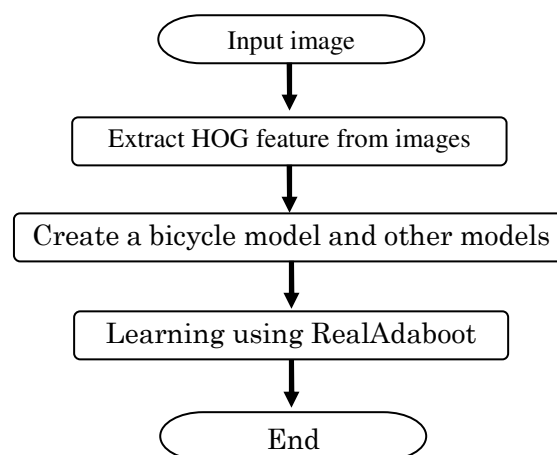 Input image
Extract HOG feature from images
Create a bicycle model and other models
Learning using RealAdaboot
End